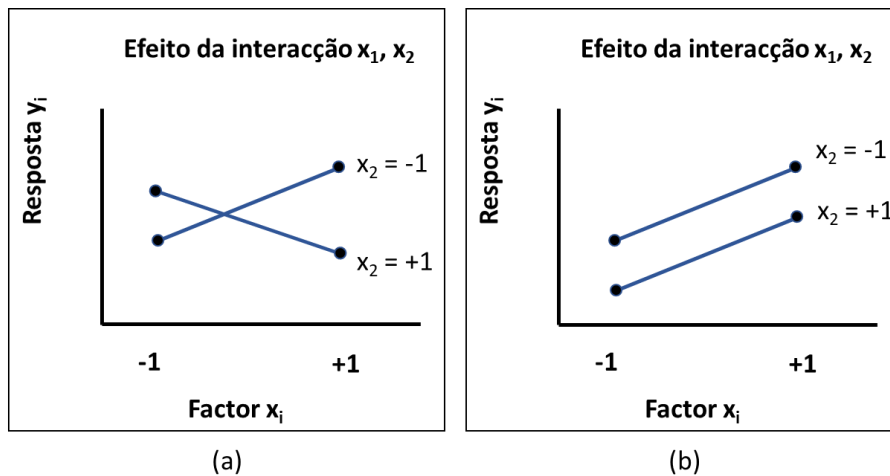 Efeito da interacção x₁, x₂
Resposta yᵢ
x₂ = -1
x₂ = +1
-1 +1
Factor xᵢ
(a)
Efeito da interacção x₁, x₂
Resposta yᵢ
x₂ = -1
x₂ = +1
-1 +1
Factor xᵢ
(b)